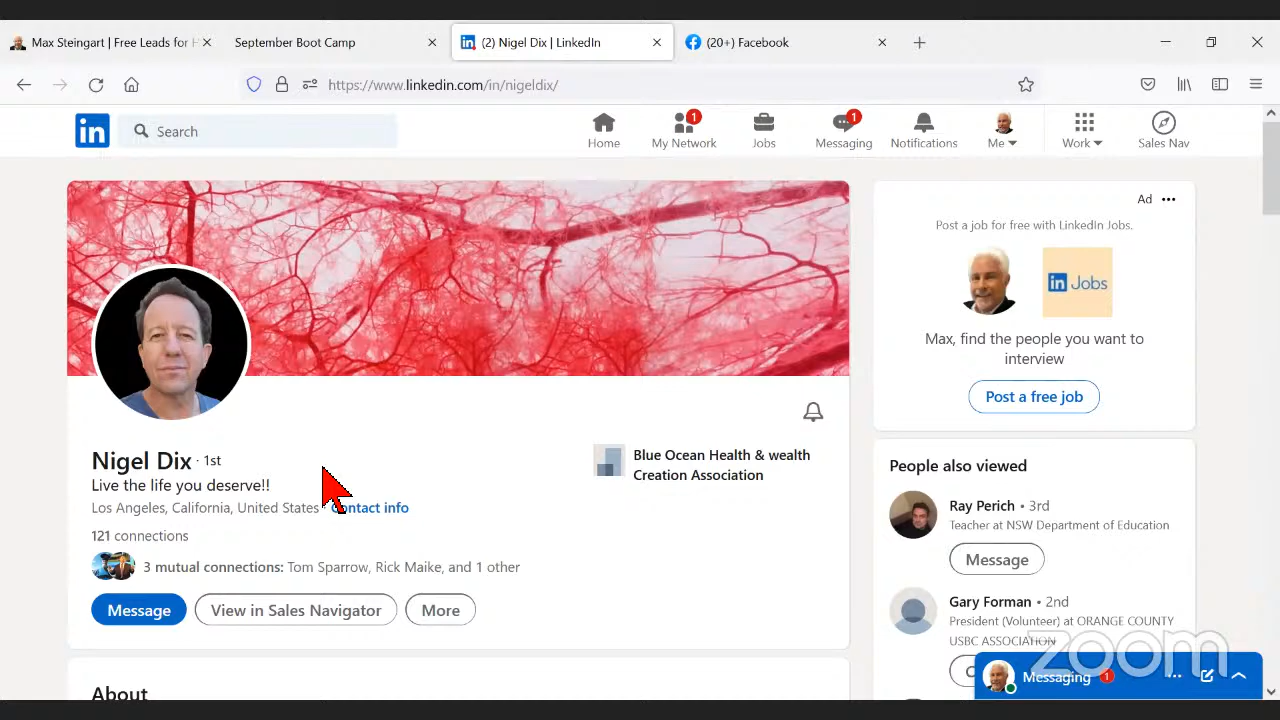 Max Steingart | Free Leads for
September Boot Camp
(2) Nigel Dix | LinkedIn
(20+) Facebook
https://www.linkedin.com/in/nigeldix/
in
Search
Home
1
My Network
Jobs
1
Messaging
Notifications
Me
Work
Sales Nav
Nigel Dix · 1st
Live the life you deserve!!
Los Angeles, California, United States
Contact info
121 connections
3 mutual connections: Tom Sparrow, Rick Maike, and 1 other
Message
View in Sales Navigator
More
Blue Ocean Health & wealth
Creation Association
About
Ad
Post a job for free with LinkedIn Jobs.
in Jobs
Max, find the people you want to
interview
Post a free job
People also viewed
Ray Perich • 3rd
Teacher at NSW Department of Education
Message
Gary Forman • 2nd
President (Volunteer) at ORANGE COUNTY
USBC ASSOCIATION
zoom
Messaging 1